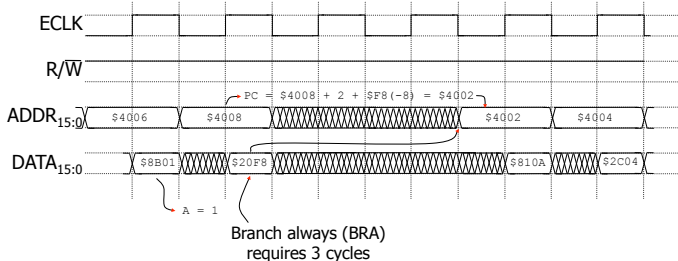 ECLK
R/W
PC = $4008 + 2 + $F8(-8) = $4002
ADDR15:0 $4006 $4008 $4002 $4004
DATA15:0 $8B01 $20F8 $810A $2C04
A = 1
Branch always (BRA)
requires 3 cycles